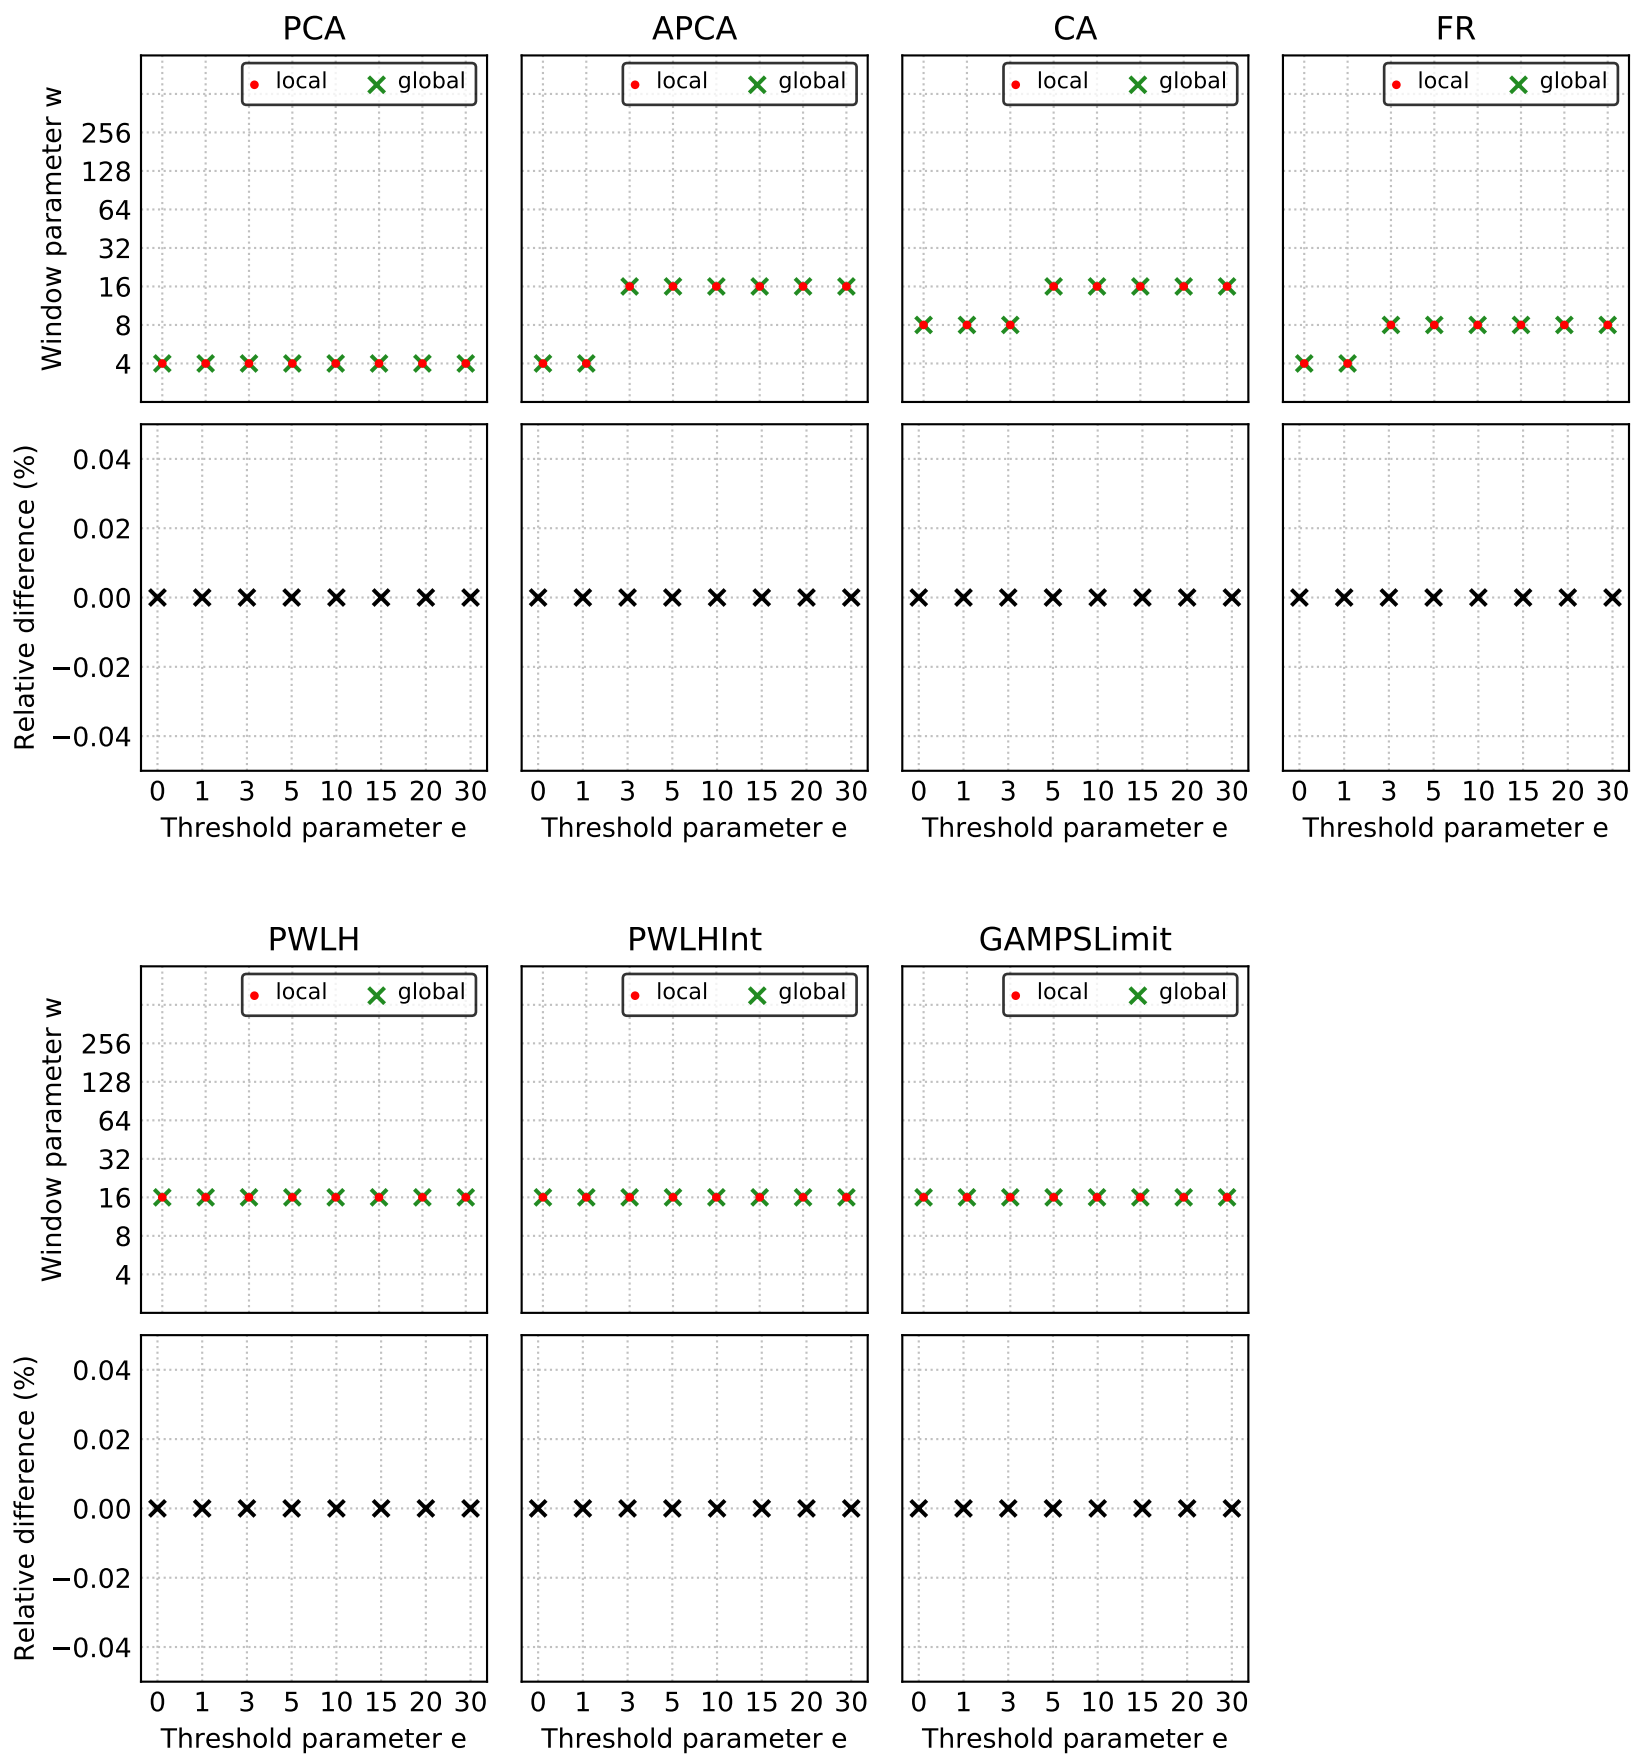 PCA APCA CA FR
local global local global local global local global
Window parameter w
256
128
64
32
16
8
4
Relative difference (%)
0.04
0.02
0.00
−0.02
−0.04
0 1 3 5 10 15 20 30 0 1 3 5 10 15 20 30 0 1 3 5 10 15 20 30 0 1 3 5 10 15 20 30
Threshold parameter e Threshold parameter e Threshold parameter e Threshold parameter e
PWLH PWLHInt GAMPSLimit
local global local global local global
Window parameter w
256
128
64
32
16
8
4
Relative difference (%)
0.04
0.02
0.00
−0.02
−0.04
0 1 3 5 10 15 20 30 0 1 3 5 10 15 20 30 0 1 3 5 10 15 20 30
Threshold parameter e Threshold parameter e Threshold parameter e